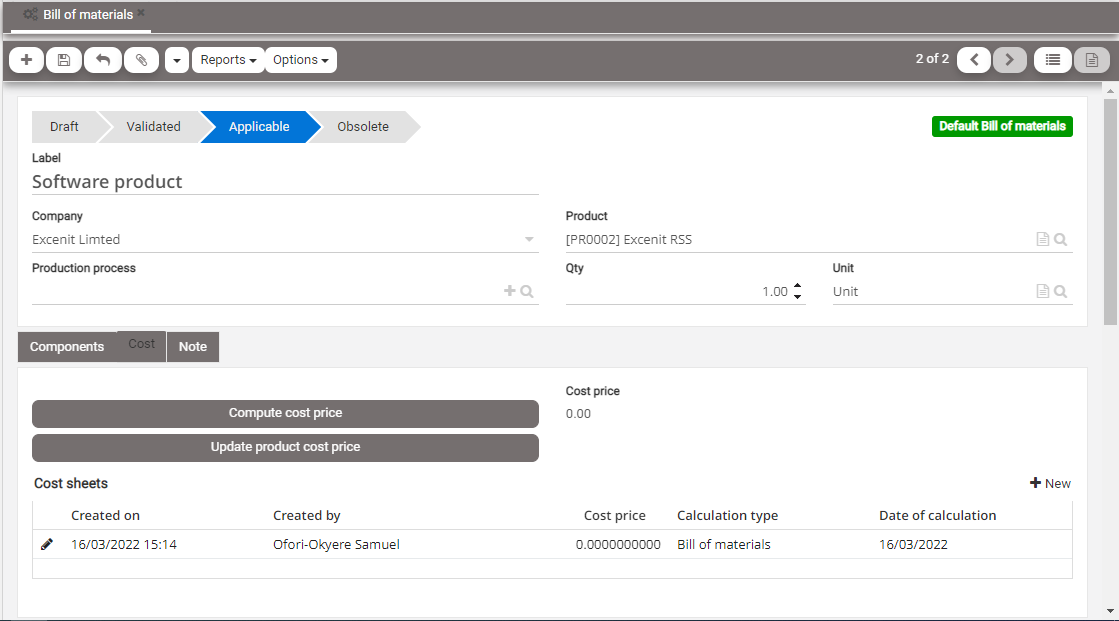 Bill of materials ×
Reports Options 2 of 2
Draft Validated Applicable Obsolete Default Bill of materials
Label
Software product
Company Product
Excenit Limted [PR0002] Excenit RSS
Production process Qty Unit
1.00 Unit
Components Cost Note
Cost price
Compute cost price 0.00
Update product cost price
Cost sheets + New
Created on Created by Cost price Calculation type Date of calculation
16/03/2022 15:14 Ofori-Okyere Samuel 0.0000000000 Bill of materials 16/03/2022